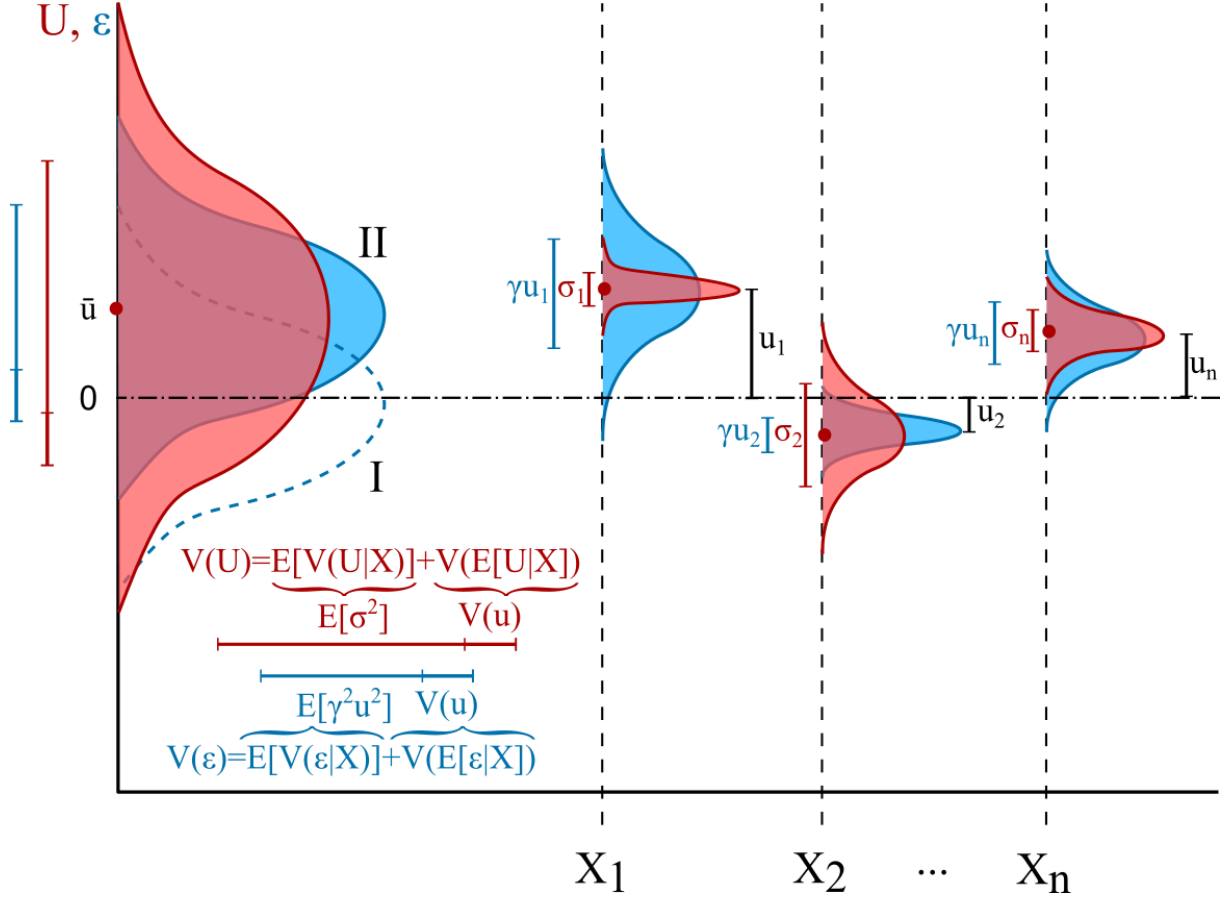 U, ε
II
ū
γu₁ σ₁
u₁
γuₙ σₙ
uₙ
0
γu₂ σ₂
u₂
I
V(U)=E[V(U|X)]+V(E[U|X])
E[σ²] V(u)
E[γ²u²] V(u)
V(ε)=E[V(ε|X)]+V(E[ε|X])
X₁ X₂ ... Xₙ